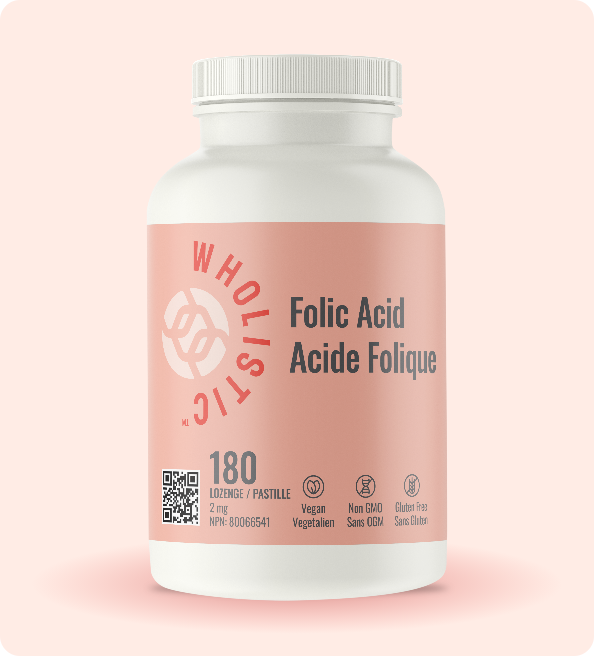 WHOLISTIC
TM
Folic Acid
Acide Folique
180
LOZENGE / PASTILLE
2 mg
NPN: 80066541
Vegan
Vegetalien
Non GMO
Sans OGM
Gluten Free
Sans Gluten